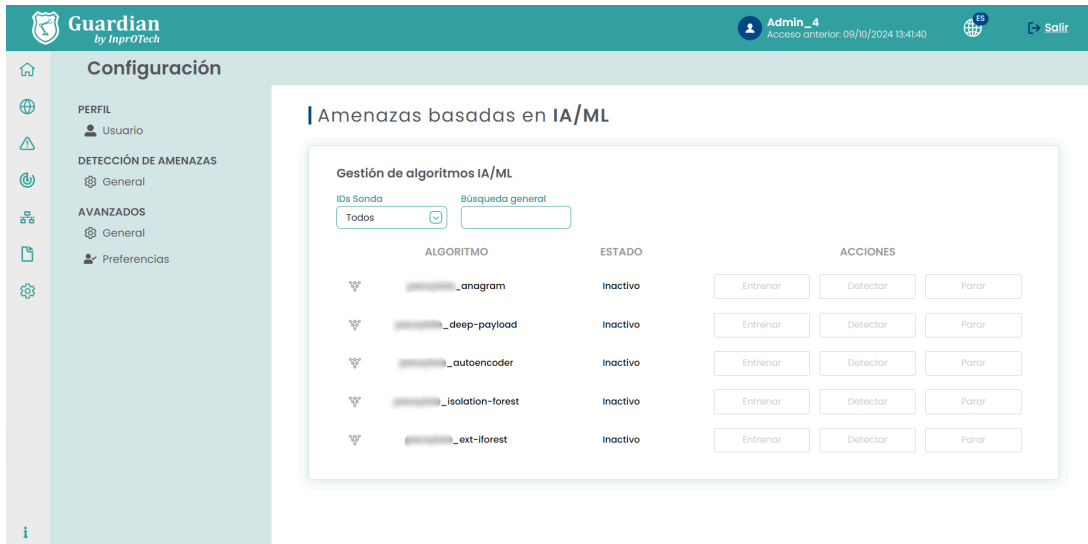 Guardian
by InprOTech
Admin_4
Acceso anterior: 09/10/2024 13:41:40
ES
Salir
Configuración
PERFIL
Usuario
DETECCIÓN DE AMENAZAS
General
AVANZADOS
General
Preferencias
Amenazas basadas en IA/ML
Gestión de algoritmos IA/ML
IDs Sonda Búsqueda general
Todos
ALGORITMO ESTADO ACCIONES
_anagram Inactivo Entrenar Detectar Parar
_deep-payload Inactivo Entrenar Detectar Parar
_autoencoder Inactivo Entrenar Detectar Parar
_isolation-forest Inactivo Entrenar Detectar Parar
_ext-iforest Inactivo Entrenar Detectar Parar
i